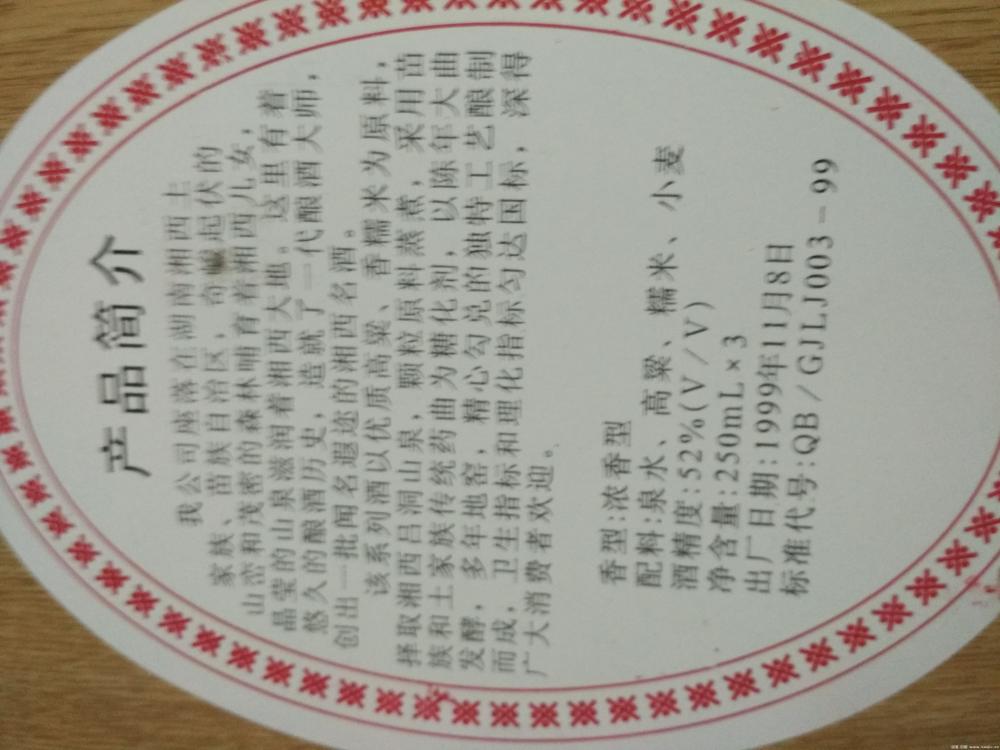 产品简介
我公司座落在湖南湘西土
家族、苗族自治区，奇 起伏的
山峦和茂密的森林哺育着湘西儿女，
晶莹的山泉滋润着湘西大地。这里有着
悠久的酿酒历史，造就了一代酿酒大师，
创出一批闻名遐迩的湘西名酒。
该系列酒以优质高粱、香糯米为原料，
择取湘西吕洞山泉，颗粒原料蒸煮，采用苗
族和土家族传统药曲为糖化剂，以陈年大曲
发酵，多年地窖，精心勾兑的独特工艺酿制
而成，卫生指标和理化指标匀达国标，深得
广大消费者欢迎。
香型:浓香型
配料:泉水、高粱、糯米、小麦
酒精度:52%(V/V)
净含量:250mL×3
出厂日期:1999年11月8日
标准代号:QB/GJLJ003-99